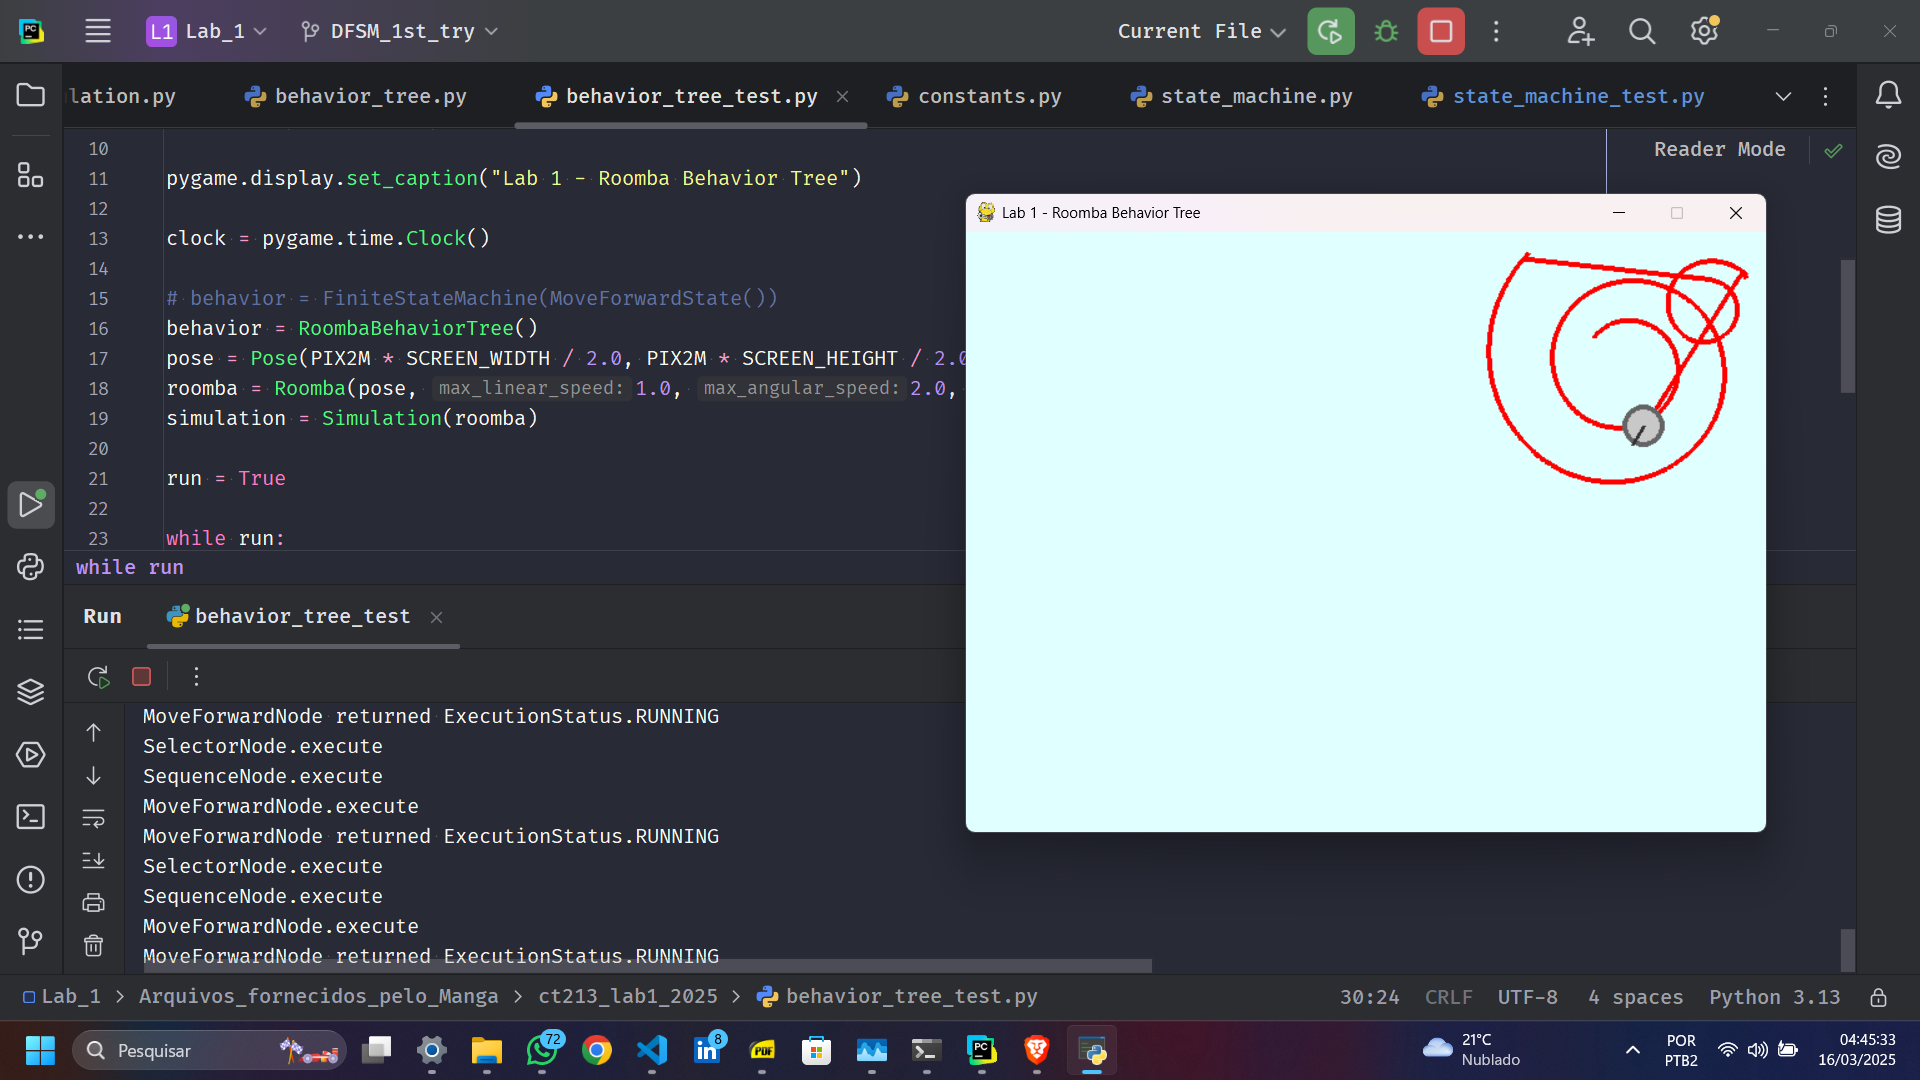 PC
L1 Lab_1
DFSM_1st_try
Current File
lation.py
behavior_tree.py
behavior_tree_test.py
constants.py
state_machine.py
state_machine_test.py
Reader Mode
10
11 pygame.display.set_caption("Lab 1 - Roomba Behavior Tree")
12
13 clock = pygame.time.Clock()
14
15 # behavior = FiniteStateMachine(MoveForwardState())
16 behavior = RoombaBehaviorTree()
17 pose = Pose(PIX2M * SCREEN_WIDTH / 2.0, PIX2M * SCREEN_HEIGHT / 2.0
18 roomba = Roomba(pose, max_linear_speed: 1.0, max_angular_speed: 2.0,
19 simulation = Simulation(roomba)
20
21 run = True
22
23 while run:
while run
Lab 1 - Roomba Behavior Tree
Run
behavior_tree_test
MoveForwardNode returned ExecutionStatus.RUNNING
SelectorNode.execute
SequenceNode.execute
MoveForwardNode.execute
MoveForwardNode returned ExecutionStatus.RUNNING
SelectorNode.execute
SequenceNode.execute
MoveForwardNode.execute
MoveForwardNode returned ExecutionStatus.RUNNING
Lab_1 > Arquivos_fornecidos_pelo_Manga > ct213_lab1_2025 > behavior_tree_test.py
30:24 CRLF UTF-8 4 spaces Python 3.13
Pesquisar
72
8
PDF
PC
21°C
Nublado
POR
PTB2
04:45:33
16/03/2025